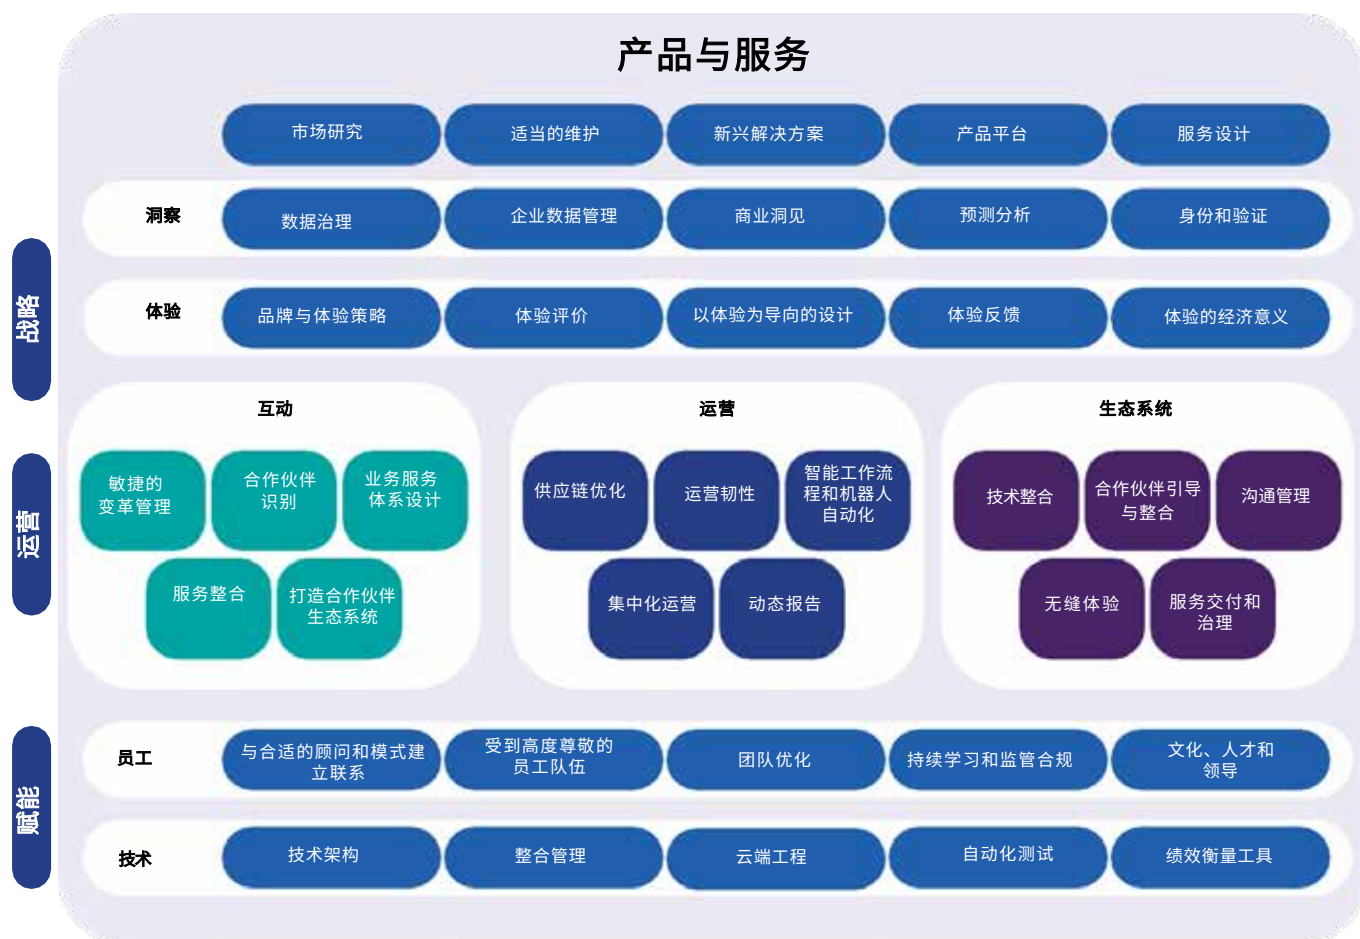 产品与服务
市场研究
适当的维护
新兴解决方案
产品平台
服务设计
洞察
数据治理
企业数据管理
商业洞见
预测分析
身份和验证
战略
体验
品牌与体验策略
体验评价
以体验为导向的设计
体验反馈
体验的经济意义
运营
互动
敏捷的
变革管理
合作伙伴
识别
业务服务
体系设计
服务整合
打造合作伙伴
生态系统
运营
供应链优化
运营韧性
智能工作流
程和机器人
自动化
集中化运营
动态报告
生态系统
技术整合
合作伙伴引导
与整合
沟通管理
无缝体验
服务交付和
治理
赋能
员工
与合适的顾问和模式建
立联系
受到高度尊敬的
员工队伍
团队优化
持续学习和监管合规
文化、人才和
领导
技术
技术架构
整合管理
云端工程
自动化测试
绩效衡量工具